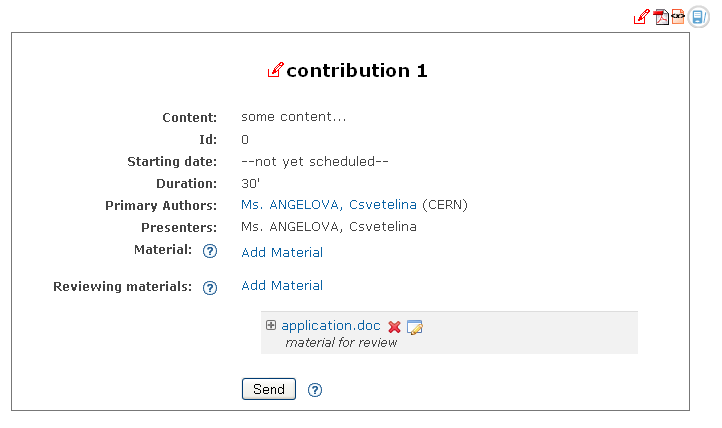 contribution 1
Content: some content...
Id: 0
Starting date: --not yet scheduled--
Duration: 30'
Primary Authors: Ms. ANGELOVA, Csvetelina (CERN)
Presenters: Ms. ANGELOVA, Csvetelina
Material: ? Add Material
Reviewing materials: ? Add Material
application.doc
material for review
Send ?